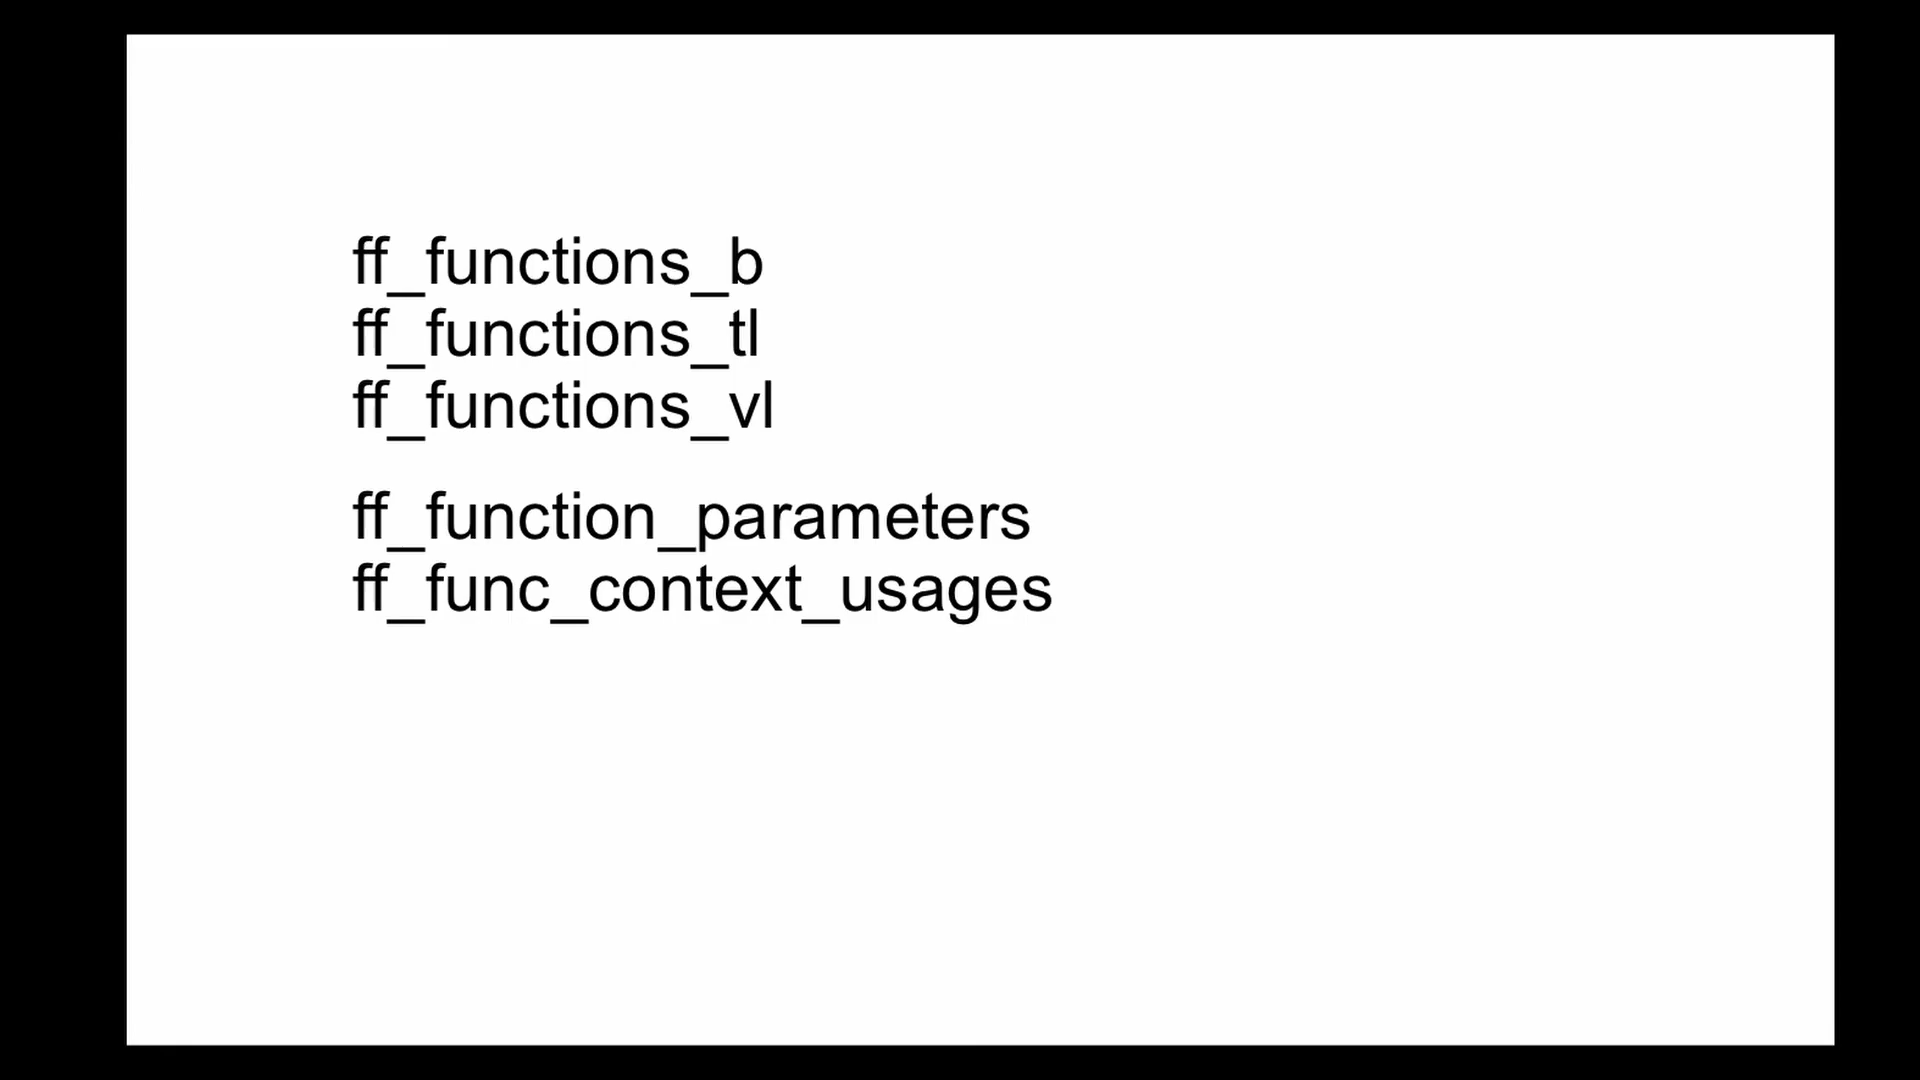 ff_functions_b
ff_functions_tl
ff_functions_vl
ff_function_parameters
ff_func_context_usages